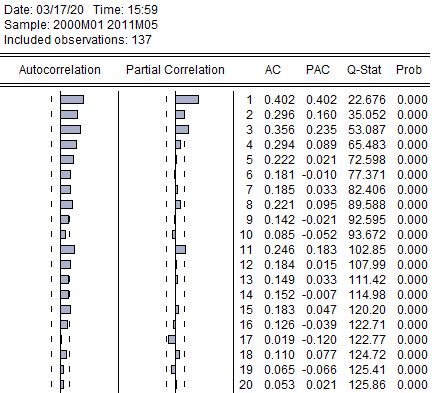 Date: 03/17/20 Time: 15:59
Sample: 2000M01 2011M05
Included observations: 137
Autocorrelation Partial Correlation AC PAC Q-Stat Prob
1 0.402 0.402 22.676 0.000
2 0.296 0.160 35.052 0.000
3 0.356 0.235 53.087 0.000
4 0.294 0.089 65.483 0.000
5 0.222 0.021 72.598 0.000
6 0.181 -0.010 77.371 0.000
7 0.185 0.033 82.406 0.000
8 0.221 0.095 89.588 0.000
9 0.142 -0.021 92.595 0.000
10 0.085 -0.052 93.672 0.000
11 0.246 0.183 102.85 0.000
12 0.184 0.015 107.99 0.000
13 0.149 0.033 111.42 0.000
14 0.152 -0.007 114.98 0.000
15 0.183 0.047 120.20 0.000
16 0.126 -0.039 122.71 0.000
17 0.019 -0.120 122.77 0.000
18 0.110 0.077 124.72 0.000
19 0.065 -0.066 125.41 0.000
20 0.053 0.021 125.86 0.000